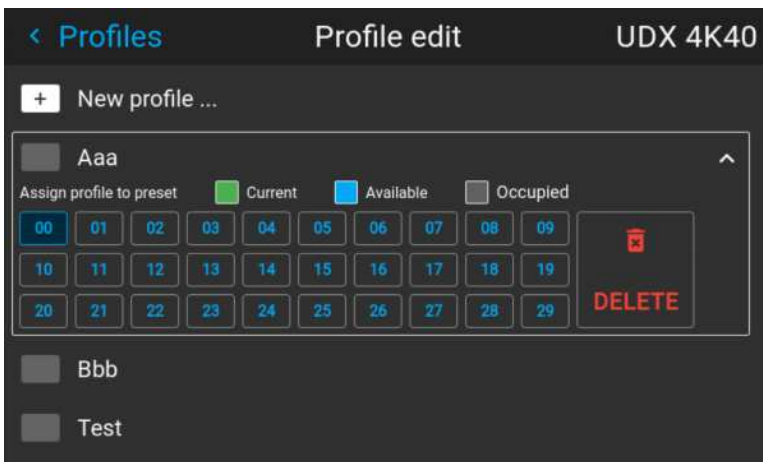 < Profiles Profile edit UDX 4K40
+ New profile ...
Aaa
Assign profile to preset Current Available Occupied
00 01 02 03 04 05 06 07 08 09
10 11 12 13 14 15 16 17 18 19
20 21 22 23 24 25 26 27 28 29
DELETE
Bbb
Test